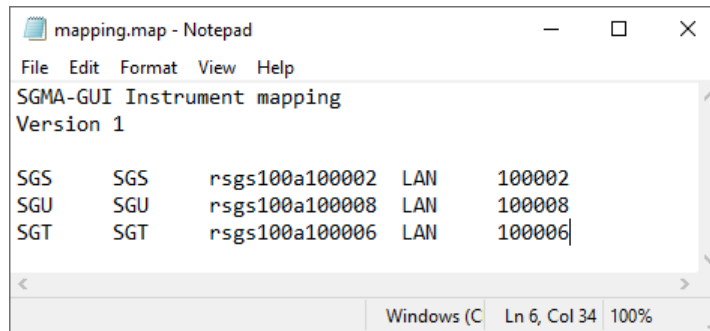 mapping.map - Notepad
File Edit Format View Help
SGMA-GUI Instrument mapping
Version 1
SGS SGS rsgs100a100002 LAN 100002
SGU SGU rsgs100a100008 LAN 100008
SGT SGT rsgs100a100006 LAN 100006
Windows (C Ln 6, Col 34 100%